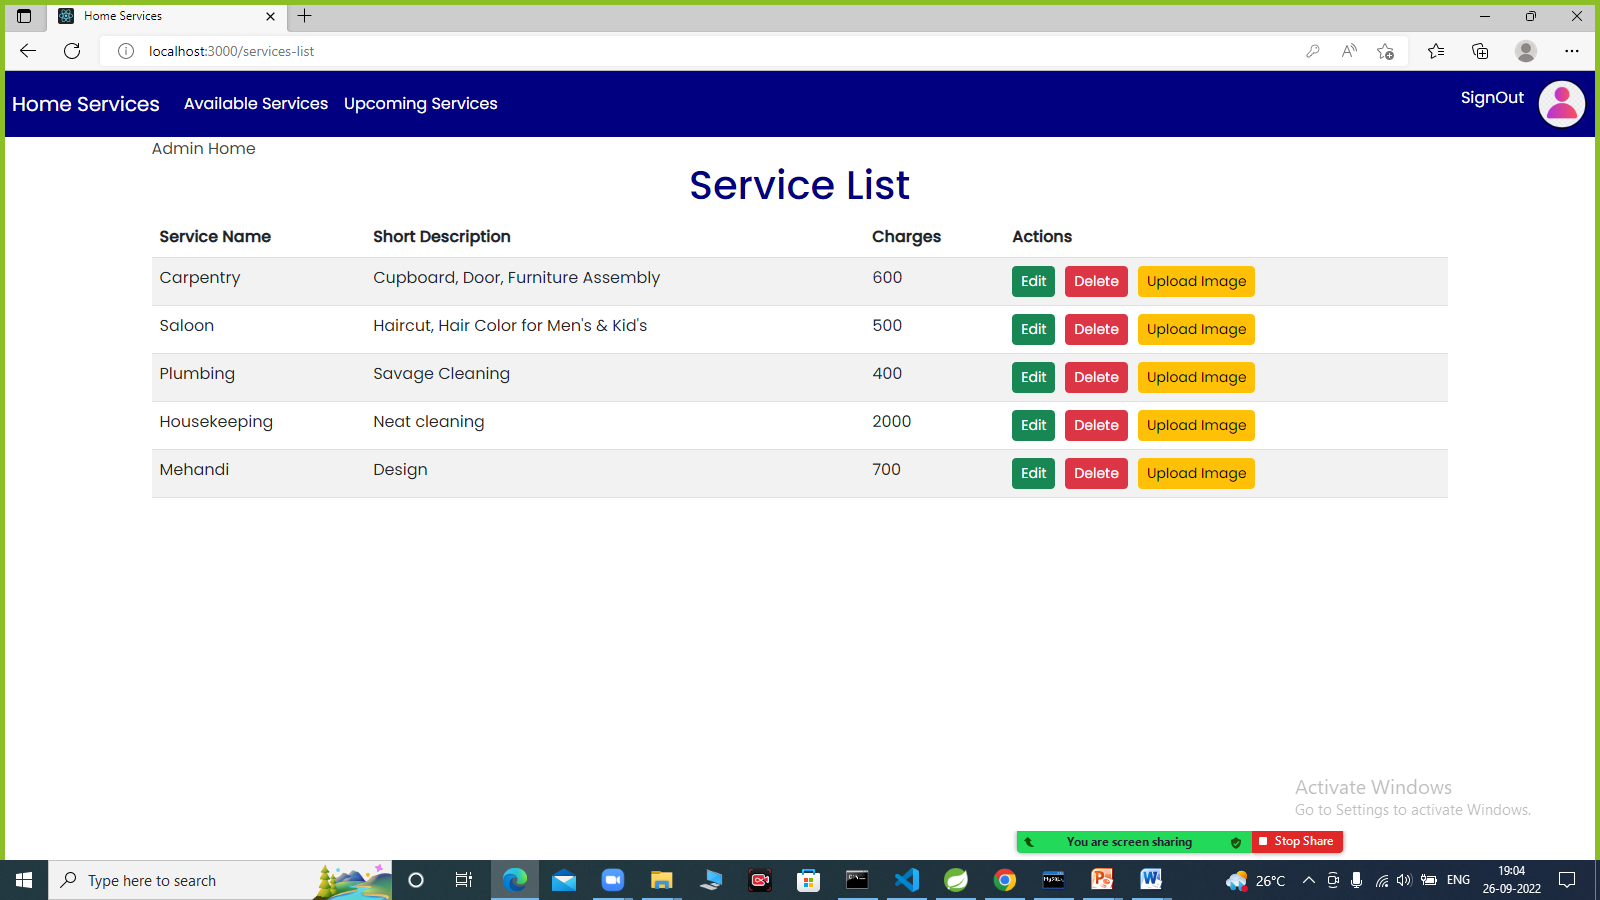 Home Services
localhost:3000/services-list
Home Services Available Services Upcoming Services SignOut
Admin Home
Service List
Service Name Short Description Charges Actions
Carpentry Cupboard, Door, Furniture Assembly 600 Edit Delete Upload Image
Saloon Haircut, Hair Color for Men's & Kid's 500 Edit Delete Upload Image
Plumbing Savage Cleaning 400 Edit Delete Upload Image
Housekeeping Neat cleaning 2000 Edit Delete Upload Image
Mehandi Design 700 Edit Delete Upload Image
Activate Windows
Go to Settings to activate Windows.
You are screen sharing Stop Share
Type here to search 26°C ENG 19:04
26-09-2022